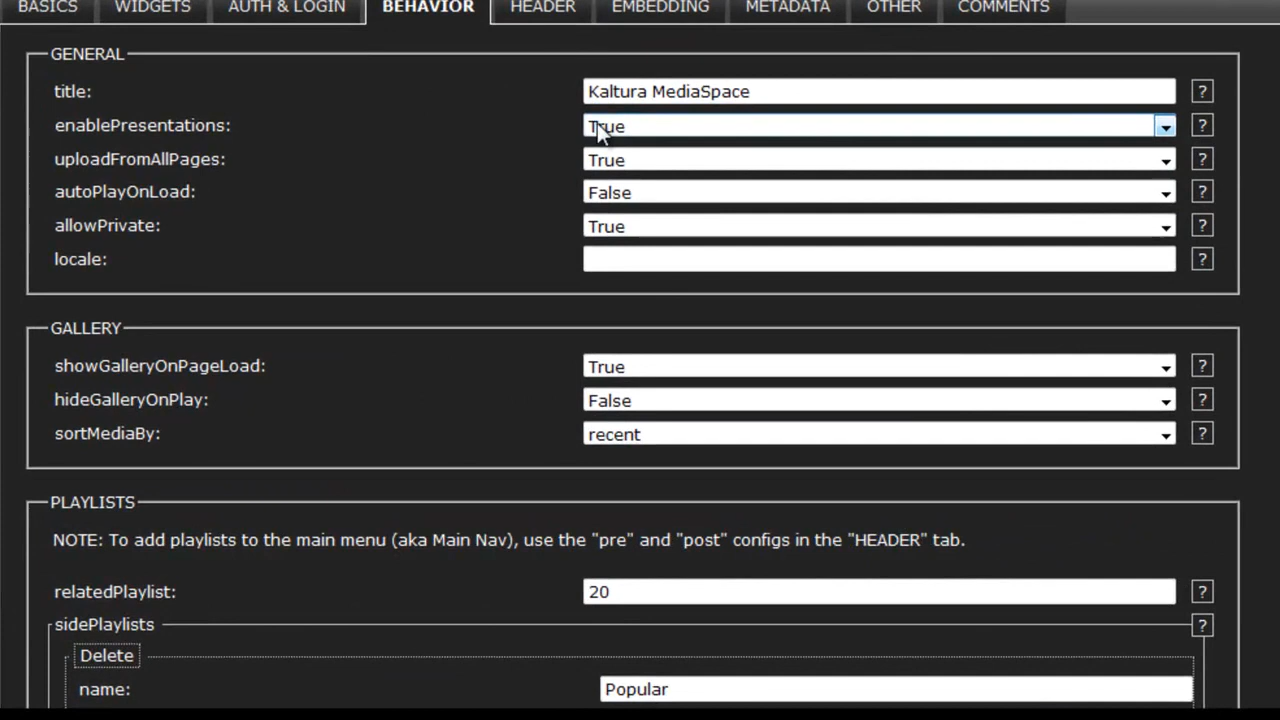 BASICS WIDGETS AUTH & LOGIN BEHAVIOR HEADER EMBEDDING METADATA OTHER COMMENTS
GENERAL
title: Kaltura MediaSpace ?
enablePresentations: True ?
uploadFromAllPages: True ?
autoPlayOnLoad: False ?
allowPrivate: True ?
locale: ?
GALLERY
showGalleryOnPageLoad: True ?
hideGalleryOnPlay: False ?
sortMediaBy: recent ?
PLAYLISTS
NOTE: To add playlists to the main menu (aka Main Nav), use the "pre" and "post" configs in the "HEADER" tab.
relatedPlaylist: 20 ?
sidePlaylists ?
Delete
name: Popular